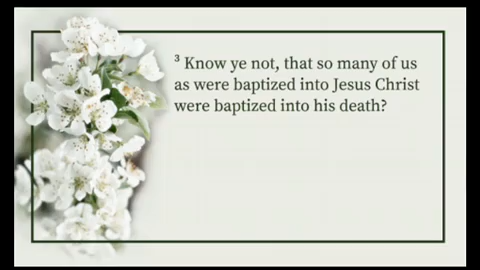 ³ Know ye not, that so many of us
as were baptized into Jesus Christ
were baptized into his death?